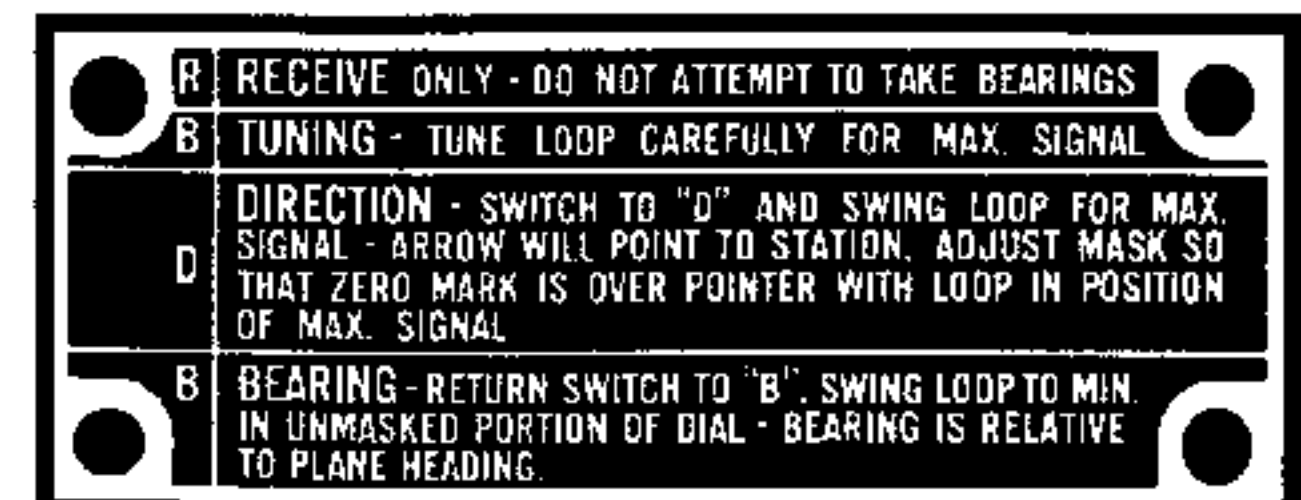 R RECEIVE ONLY - DO NOT ATTEMPT TO TAKE BEARINGS
B TUNING - TUNE LOOP CAREFULLY FOR MAX. SIGNAL
D DIRECTION - SWITCH TO "D" AND SWING LOOP FOR MAX.
SIGNAL - ARROW WILL POINT TO STATION. ADJUST MASK SO
THAT ZERO MARK IS OVER POINTER WITH LOOP IN POSITION
OF MAX. SIGNAL
B BEARING - RETURN SWITCH TO "B". SWING LOOP TO MIN.
IN UNMASKED PORTION OF DIAL - BEARING IS RELATIVE
TO PLANE HEADING.